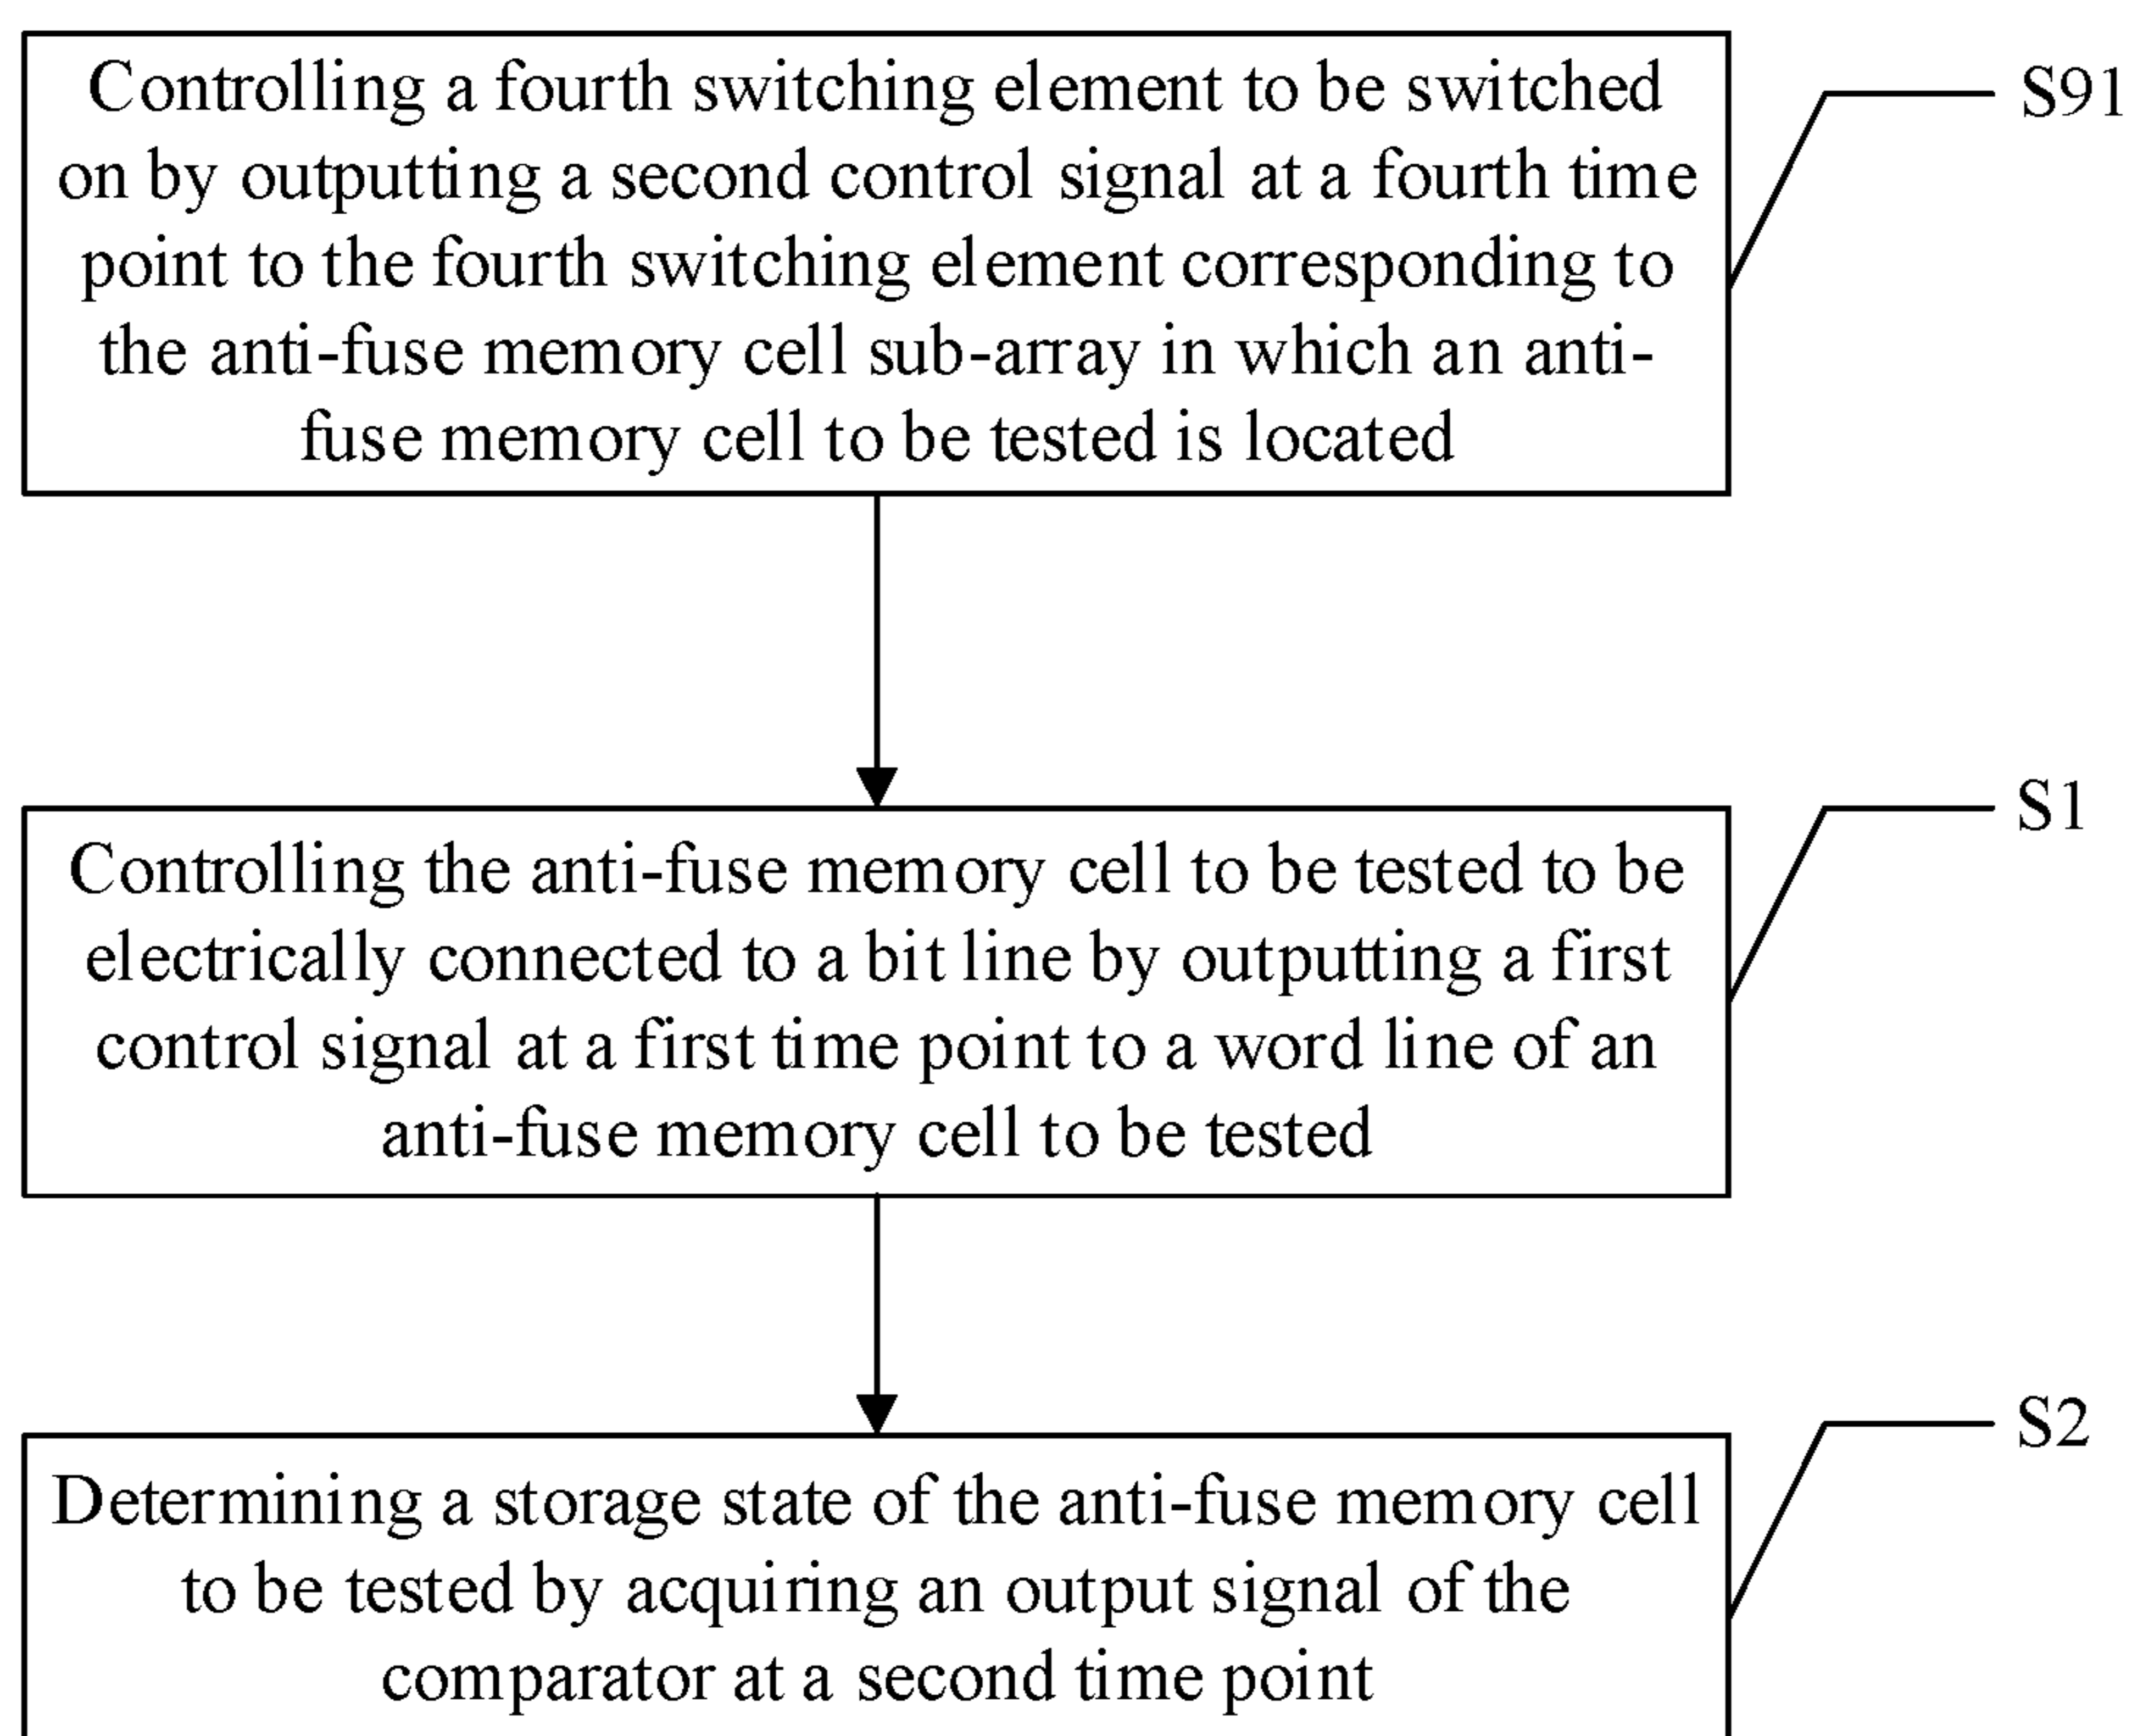 Controlling a fourth switching element to be switched
on by outputting a second control signal at a fourth time
point to the fourth switching element corresponding to
the anti-fuse memory cell sub-array in which an anti-
fuse memory cell to be tested is located
S91
Controlling the anti-fuse memory cell to be tested to be
electrically connected to a bit line by outputting a first
control signal at a first time point to a word line of an
anti-fuse memory cell to be tested
S1
Determining a storage state of the anti-fuse memory cell
to be tested by acquiring an output signal of the
comparator at a second time point
S2